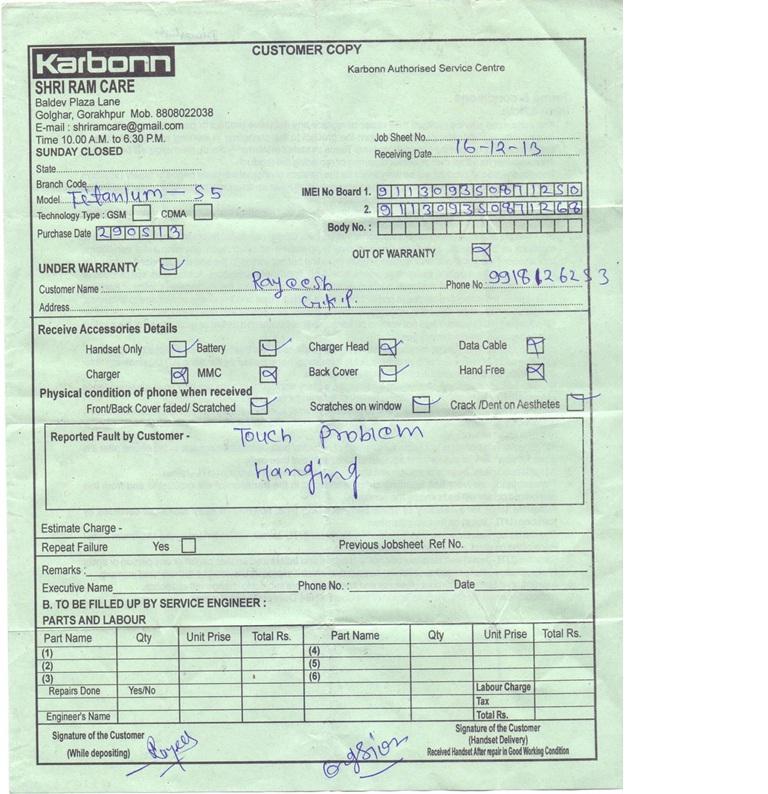 CUSTOMER COPY
Karbonn
Karbonn Authorised Service Centre
SHRI RAM CARE
Baldev Plaza Lane
Golghar, Gorakhpur Mob. 8808022038
E-mail : shriramcare@gmail.com
Time 10.00 A.M. to 6.30 P.M.
SUNDAY CLOSED
Job Sheet No.
Receiving Date 16-12-13
State
Branch Code
Model Titanium - S5
IMEI No Board 1. 911309350871250
Technology Type : GSM CDMA
2. 911309350871268
Purchase Date 290513
Body No. :
OUT OF WARRANTY
UNDER WARRANTY
Customer Name : Phone No.:
Address G.K.P.
Receive Accessories Details
Handset Only Battery Charger Head Data Cable
Charger MMC Back Cover Hand Free
Physical condition of phone when received
Front/Back Cover faded/ Scratched Scratches on window Crack /Dent on Aesthetes
Reported Fault by Customer - Touch Problem
Hanging
Estimate Charge -
Repeat Failure Yes Previous Jobsheet Ref No.
Remarks :
Executive Name Phone No. : Date
B. TO BE FILLED UP BY SERVICE ENGINEER :
PARTS AND LABOUR
Part Name Qty Unit Prise Total Rs. Part Name Qty Unit Prise Total Rs.
(1) (4)
(2) (5)
(3) (6)
Repairs Done Yes/No Labour Charge
Tax
Engineer's Name Total Rs.
Signature of the Customer
(While depositing)
Signature of the Customer
(Handset Delivery)
Received Handset After repair in Good Working Condition